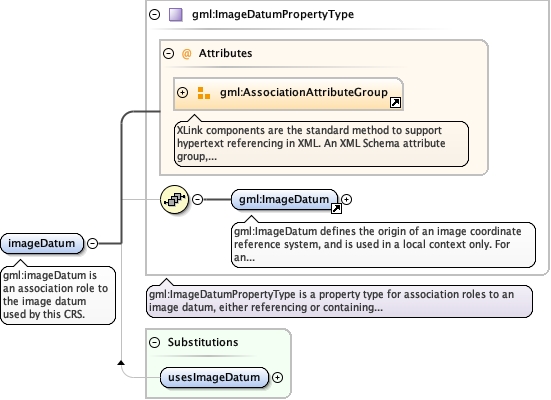 gml:ImageDatumPropertyType
@ Attributes
gml:AssociationAttributeGroup
XLink components are the standard method to support
hypertext referencing in XML. An XML Schema attribute
group,...
gml:ImageDatum
gml:ImageDatum defines the origin of an image coordinate
reference system, and is used in a local context only. For
an...
imageDatum
gml:imageDatum is
an association role to
the image datum
used by this CRS.
gml:ImageDatumPropertyType is a property type for association roles to an
image datum, either referencing or containing...
Substitutions
usesImageDatum